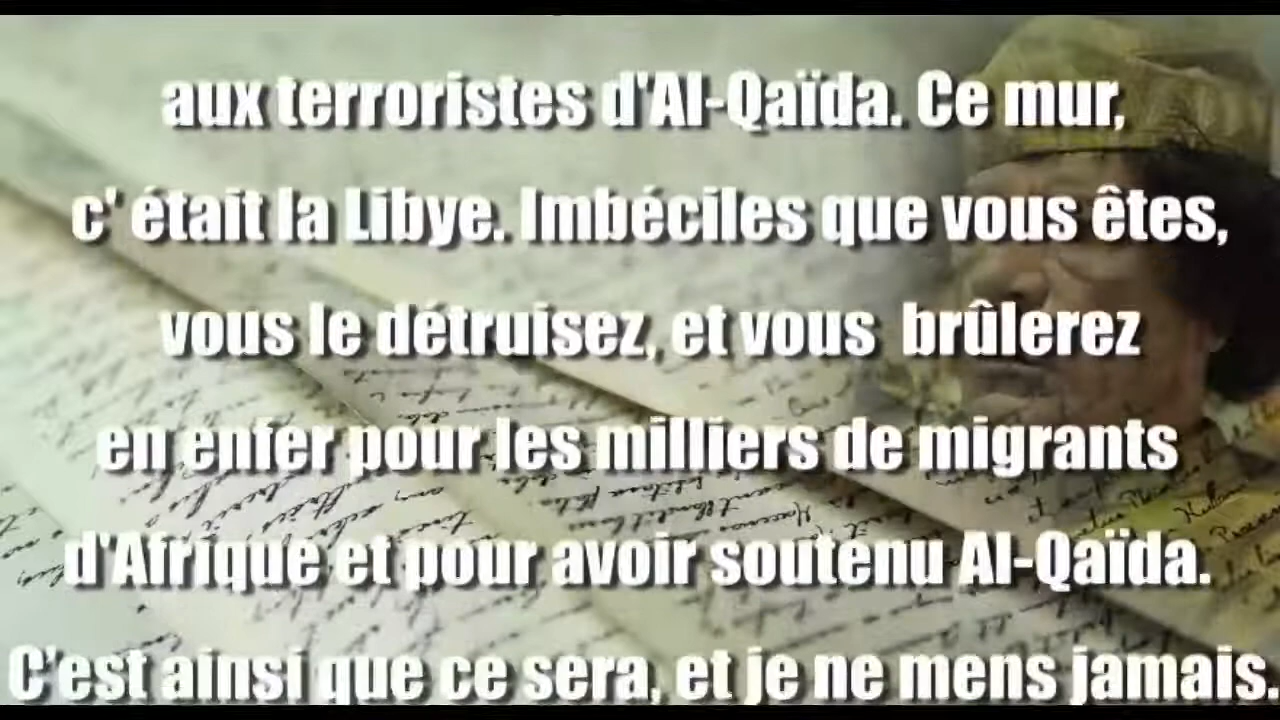 aux terroristes d'Al-Qaïda. Ce mur,
c' était la Libye. Imbéciles que vous êtes,
vous le détruisez, et vous brûlerez
en enfer pour les milliers de migrants
d'Afrique et pour avoir soutenu Al-Qaïda.
C'est ainsi que ce sera, et je ne mens jamais.